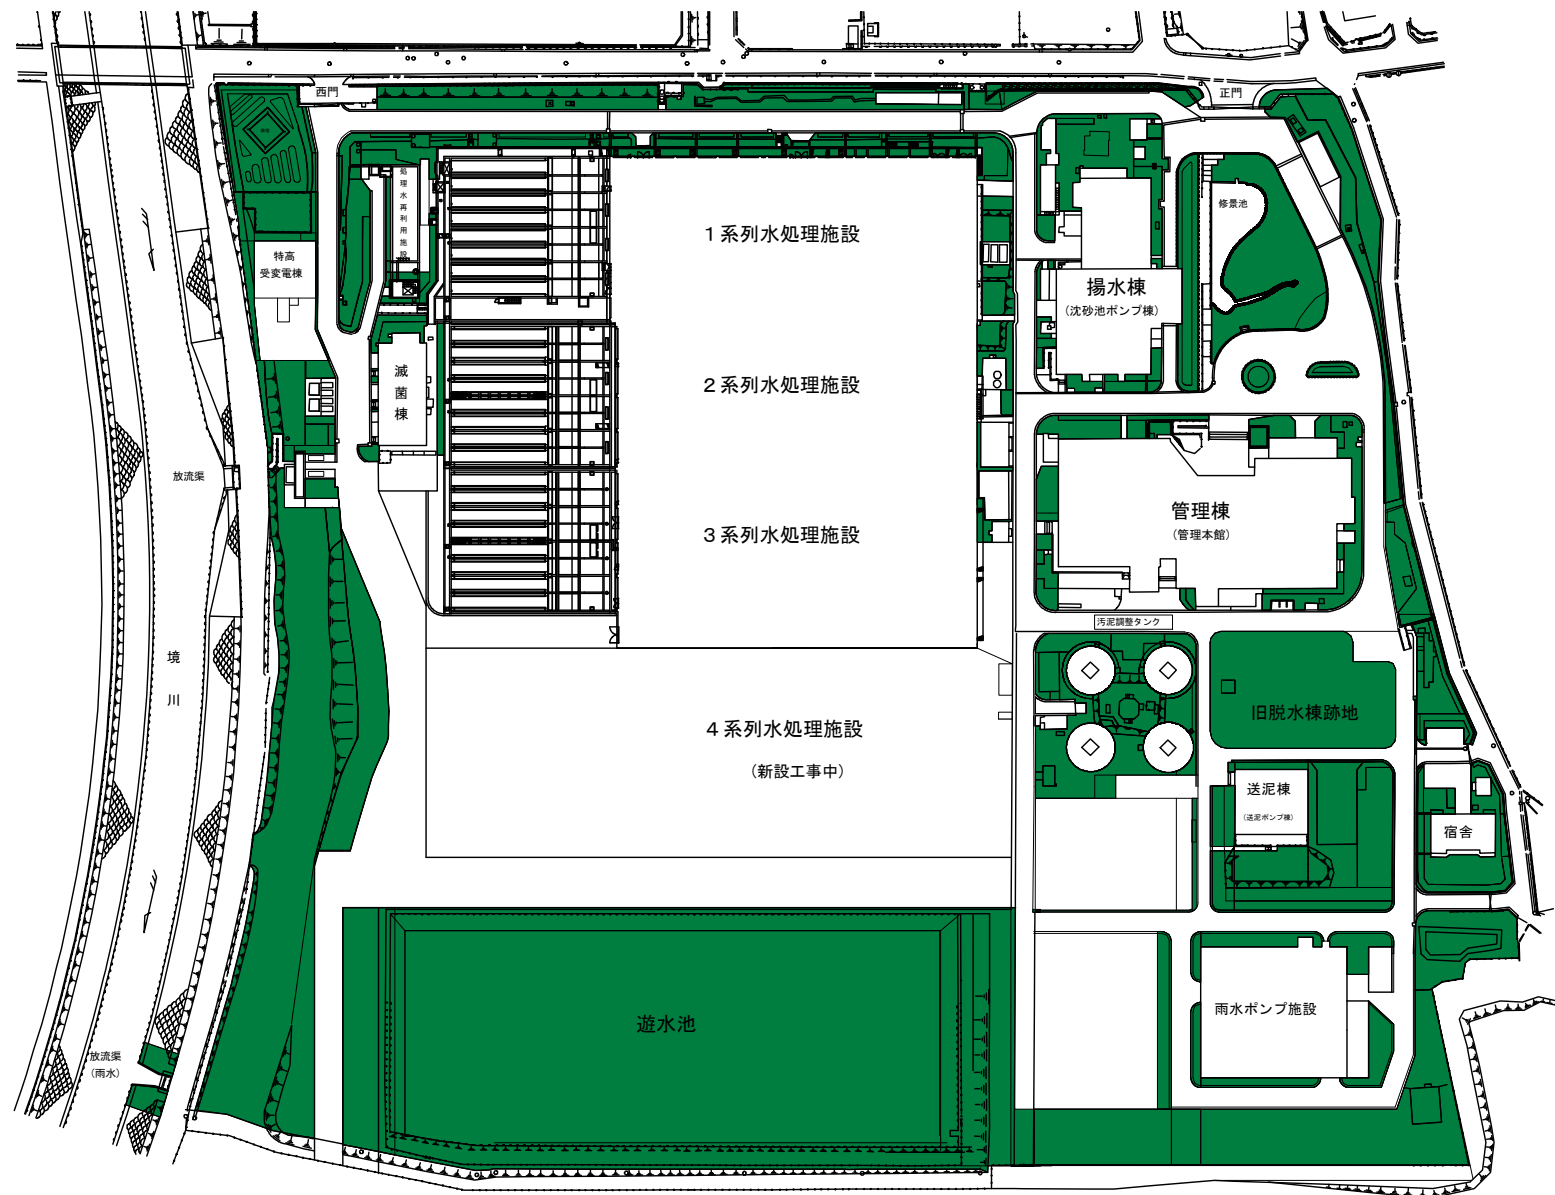 西門
正門
処理水再利用施設
修景池
1系列水処理施設
特高
受変電棟
揚水棟
(沈砂池ポンプ棟)
滅菌棟
2系列水処理施設
放流渠
管理棟
(管理本館)
3系列水処理施設
汚泥調整タンク
境川
旧脱水棟跡地
4系列水処理施設
(新設工事中)
送泥棟
(送泥ポンプ棟)
宿舎
雨水ポンプ施設
遊水池
放流渠
(雨水)